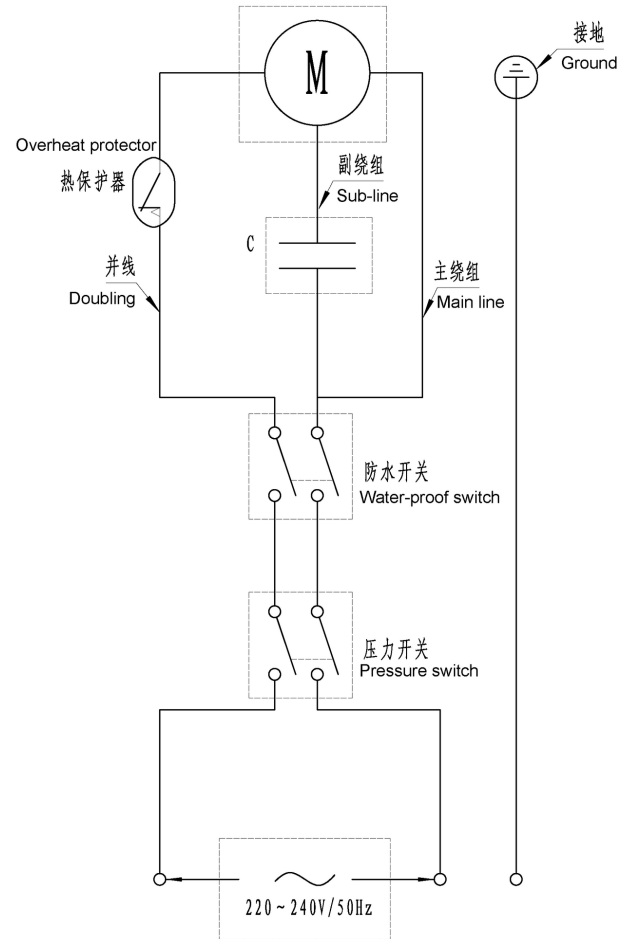 接地
Ground
M
Overheat protector
热保护器
副绕组
Sub-line
C
并线
Doubling
主绕组
Main line
防水开关
Water-proof switch
压力开关
Pressure switch
220~240V/50Hz